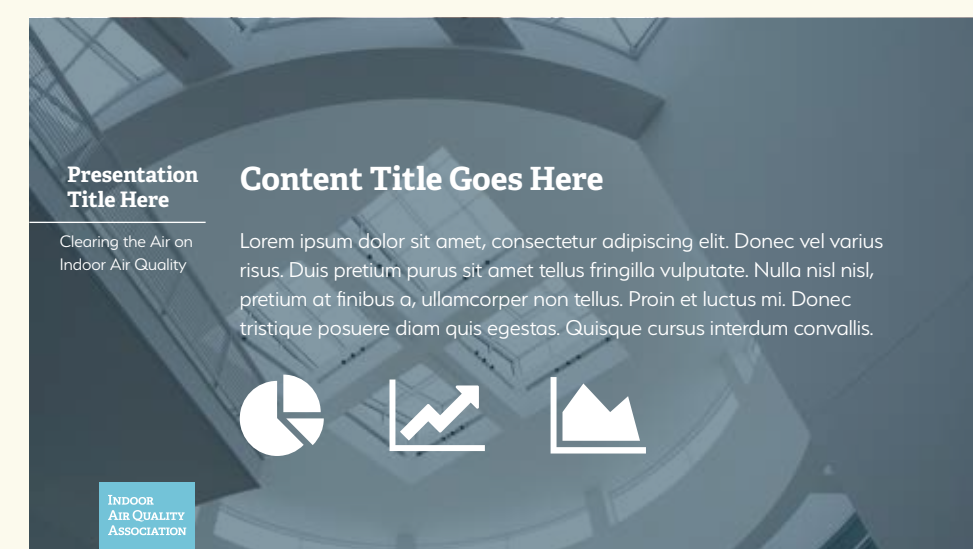 Presentation
Title Here
Clearing the Air on
Indoor Air Quality
Content Title Goes Here
Lorem ipsum dolor sit amet, consectetur adipiscing elit. Donec vel varius
risus. Duis pretium purus sit amet tellus fringilla vulputate. Nulla nisl nisl,
pretium at finibus a, ullamcorper non tellus. Proin et luctus mi. Donec
tristique posuere diam quis egestas. Quisque cursus interdum convallis.
Indoor
Air Quality
Association